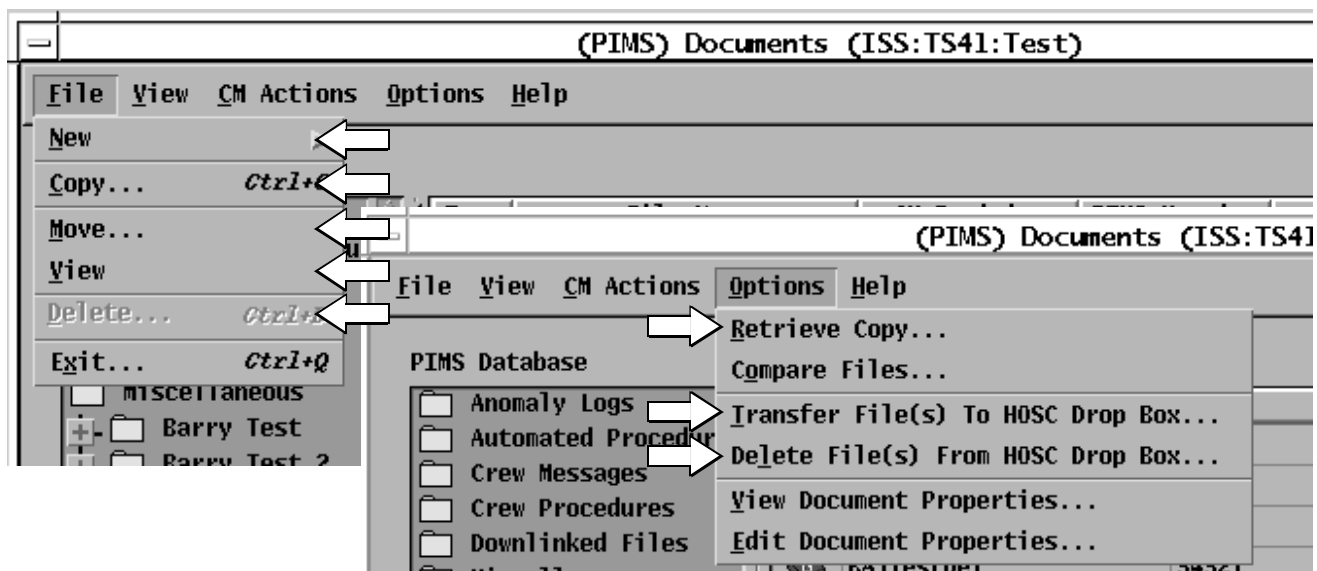 (PIMS) Documents (ISS:TS41:Test)
File View CM Actions Options Help
New
Copy...
Move...
View
Delete...
Exit... Ctrl+Q
miscellaneous
Barry Test
Barry Test 2
(PIMS) Documents (ISS:TS41
File View CM Actions Options Help
PIMS Database
Anomaly Logs
Automated Procedur
Crew Messages
Crew Procedures
Downlinked Files
Retrieve Copy...
Compare Files...
Transfer File(s) To HOSC Drop Box...
Delete File(s) From HOSC Drop Box...
View Document Properties...
Edit Document Properties...